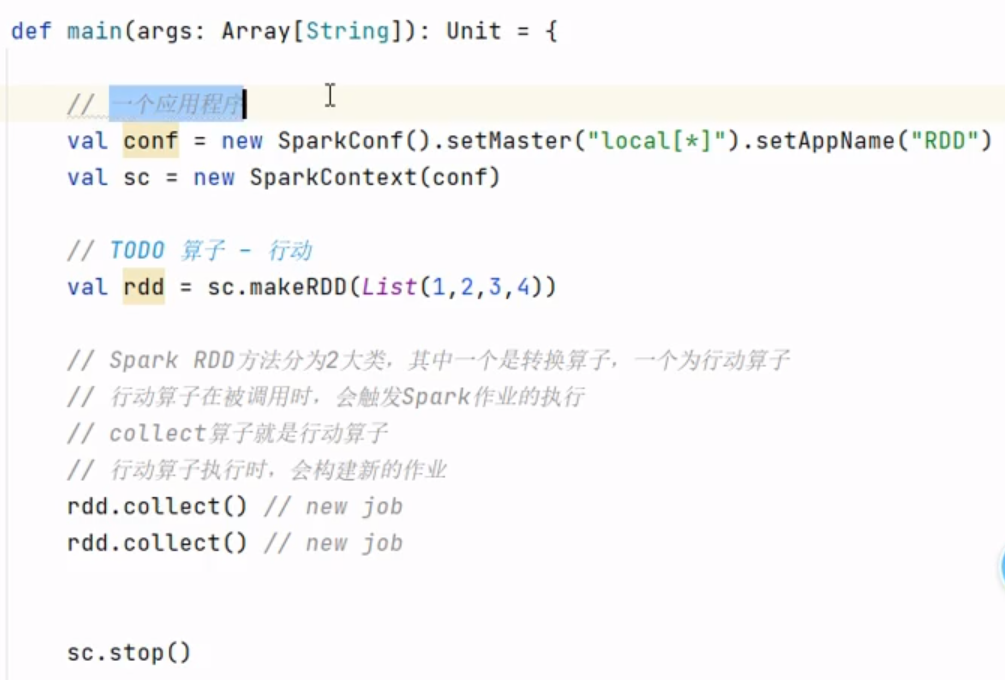 def main(args: Array[String]): Unit = {
// 一个应用程序
val conf = new SparkConf().setMaster("local[*]").setAppName("RDD")
val sc = new SparkContext(conf)
// TODO 算子 - 行动
val rdd = sc.makeRDD(List(1,2,3,4))
// Spark RDD方法分为2大类，其中一个是转换算子，一个为行动算子
// 行动算子在被调用时，会触发Spark作业的执行
// collect算子就是行动算子
// 行动算子执行时，会构建新的作业
rdd.collect() // new job
rdd.collect() // new job
sc.stop()